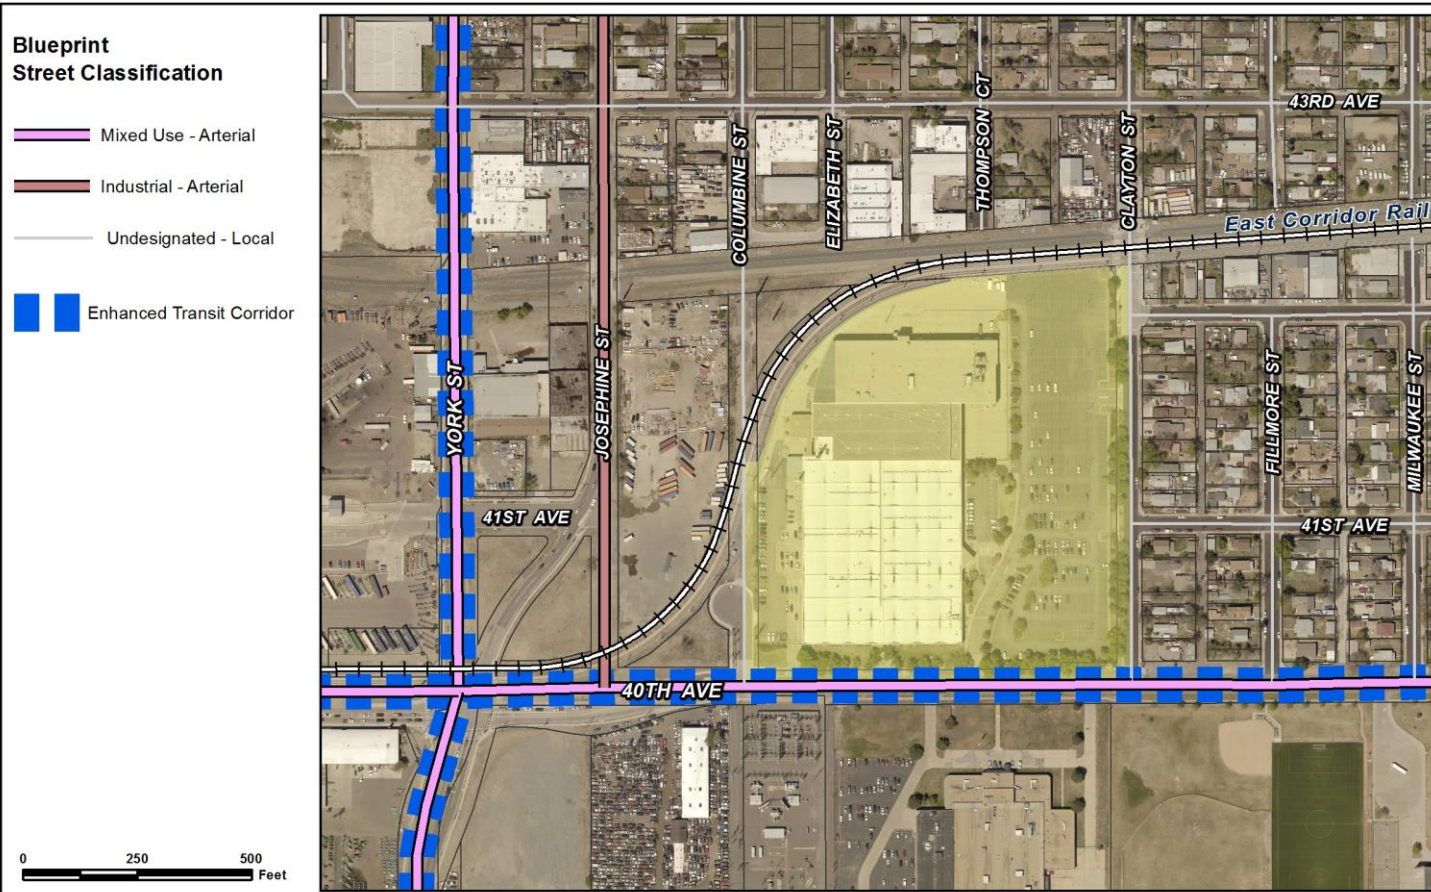 Blueprint
Street Classification
Mixed Use - Arterial
Industrial - Arterial
Undesignated - Local
Enhanced Transit Corridor
0 250 500
Feet
43RD AVE
COLUMBINE ST
ELIZABETH ST
THOMPSON CT
CLAYTON ST
East Corridor Rail
YORK ST
JOSEPHINE ST
FILLMORE ST
MILWAUKEE ST
41ST AVE
41ST AVE
40TH AVE